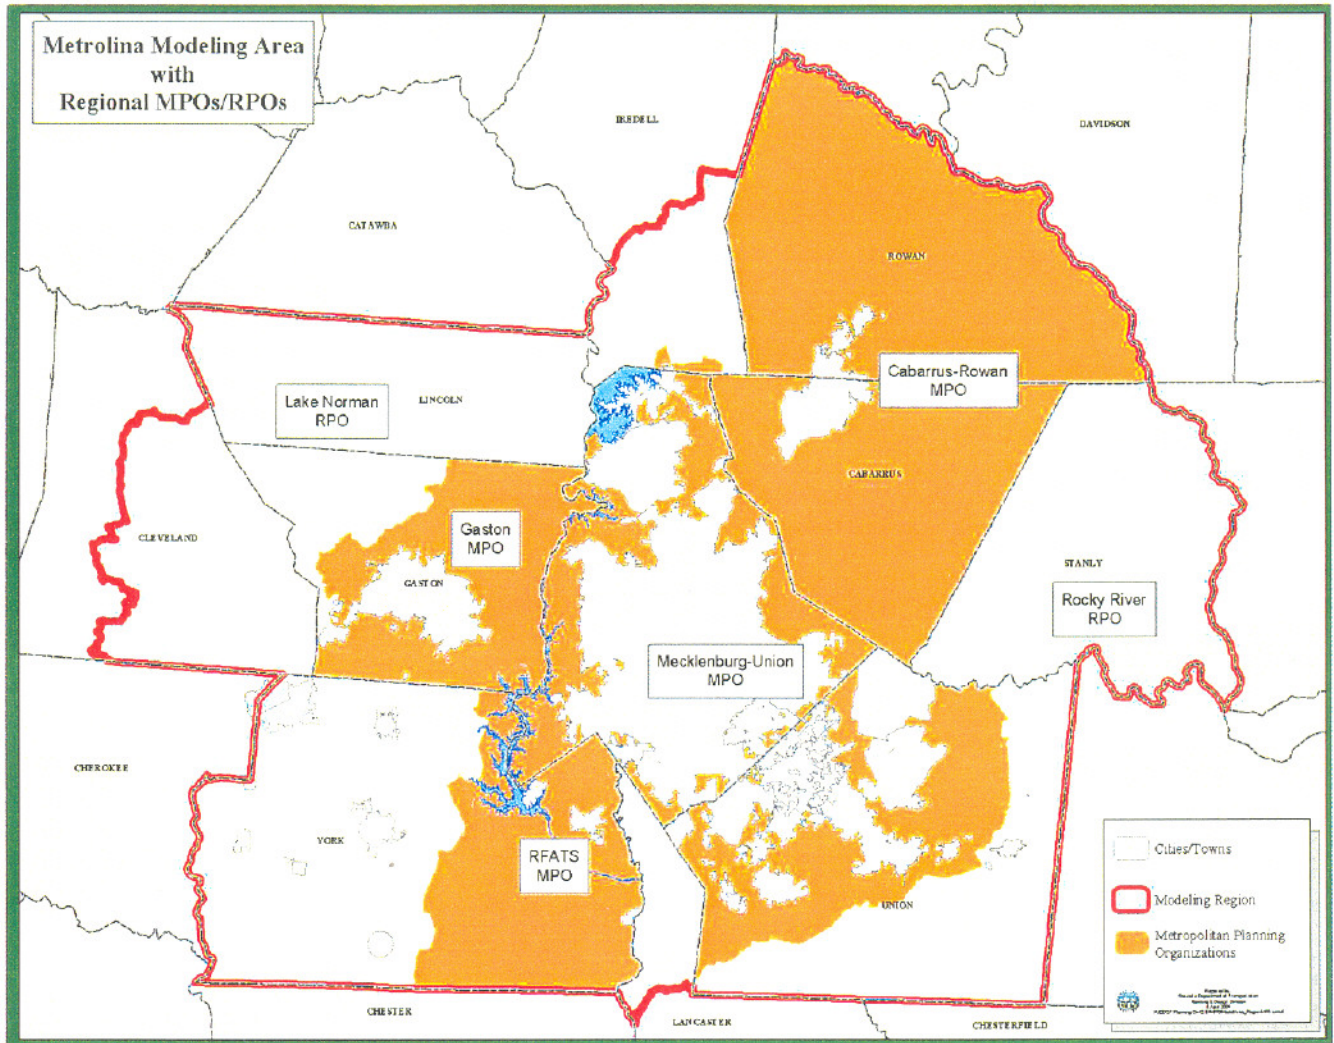 Metrolina Modeling Area
with
Regional MPOs/RPOs
IREDELL
DAVIDSON
CATAWBA
ROWAN
Cabarrus-Rowan
MPO
Lake Norman
RPO
LINCOLN
CABARRUS
Gaston
MPO
CLEVELAND
GASTON
STANLY
Rocky River
RPO
Mecklenburg-Union
MPO
CHEROKEE
YORK
RFATS
MPO
UNION
Cities/Towns
Modeling Region
Metropolitan Planning
Organizations
CHESTER
LANCASTER
CHESTERFIELD